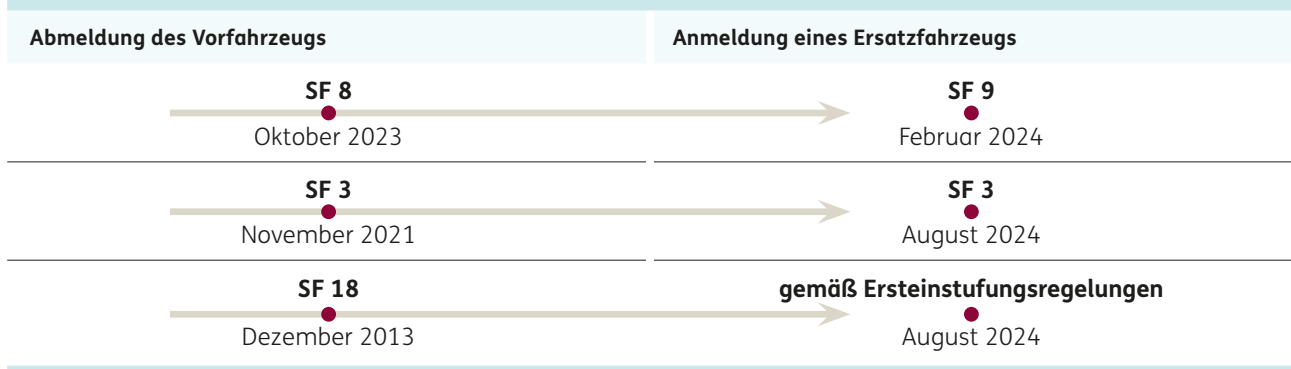 Abmeldung des Vorfahrzeugs
Anmeldung eines Ersatzfahrzeugs
SF 8
SF 9
Oktober 2023
Februar 2024
SF 3
SF 3
November 2021
August 2024
SF 18
gemäß Ersteinstufungsregelungen
Dezember 2013
August 2024